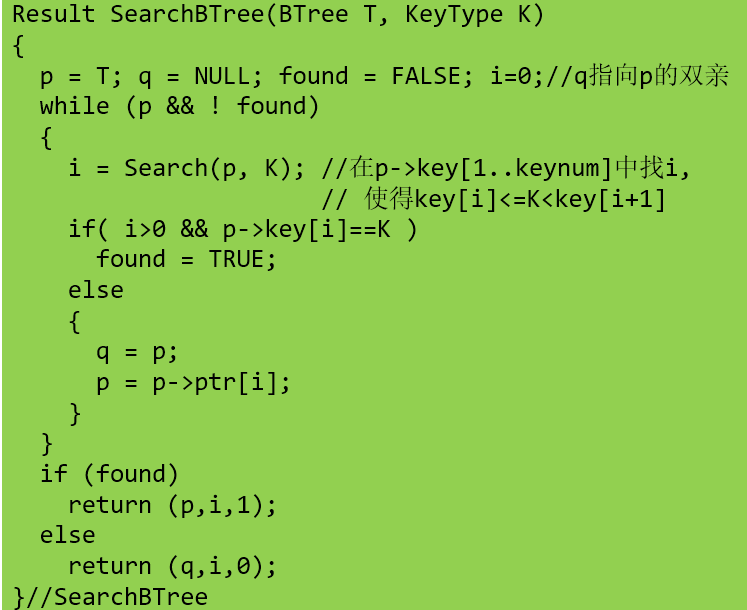 Result SearchBTree(BTree T, KeyType K)
{
  p = T; q = NULL; found = FALSE; i=0;//q指向p的双亲
  while (p && ! found)
  {
    i = Search(p, K); //在p->key[1..keynum]中找i,
                      // 使得key[i]<=K<key[i+1]
    if( i>0 && p->key[i]==K )
      found = TRUE;
    else
    {
      q = p;
      p = p->ptr[i];
    }
  }
  if (found)
    return (p,i,1);
  else
    return (q,i,0);
}//SearchBTree